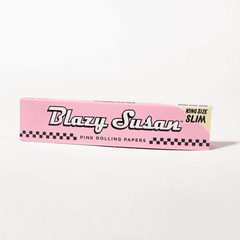 Blazy Susan
PINK ROLLING PAPERS
KING SIZE
SLIM